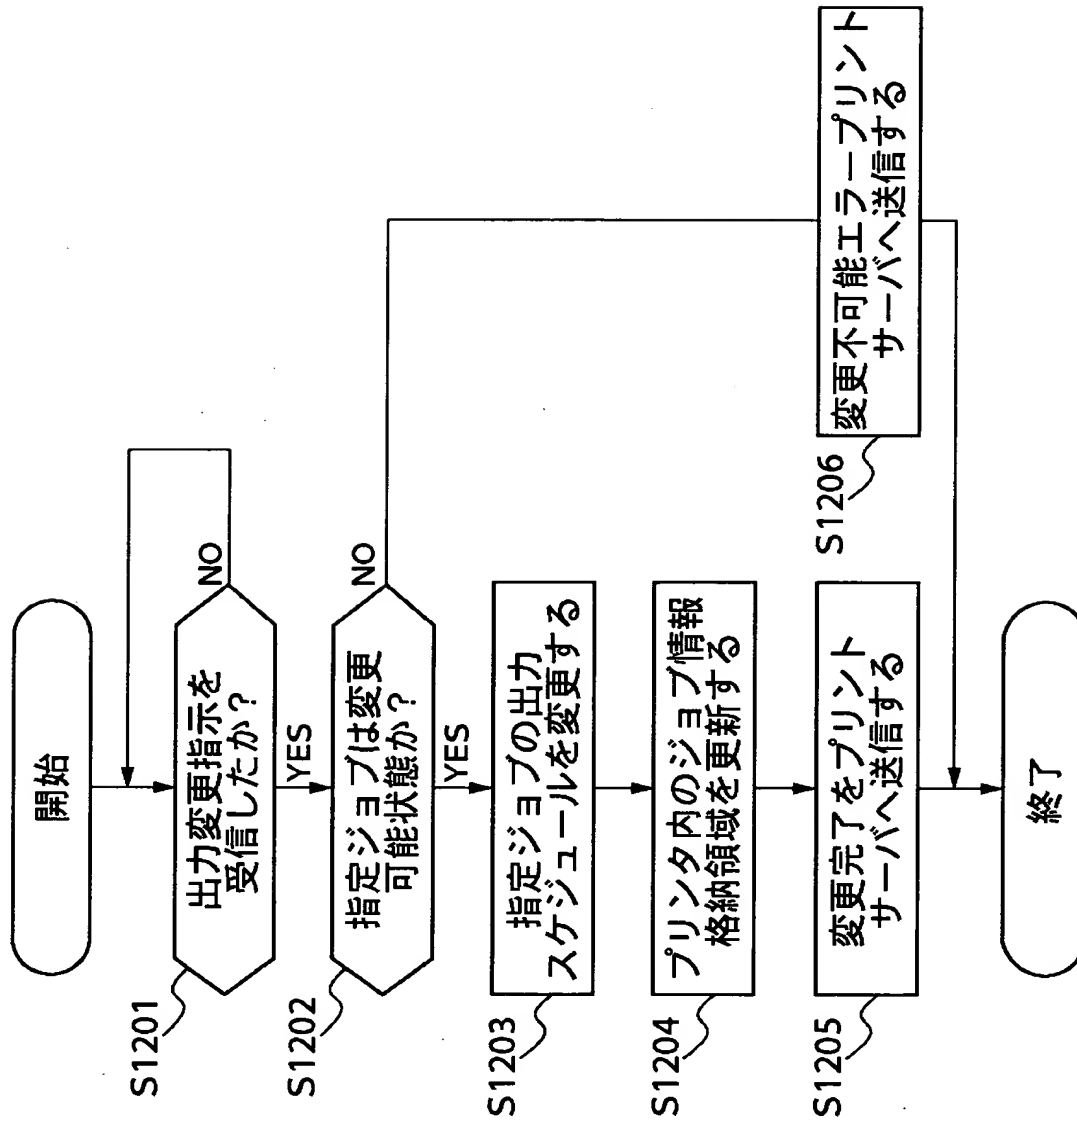 開始
S1201
出力変更指示を
受信したか?
NO
YES
S1202
指定ジョブは変更
可能状態か?
NO
YES
S1203
指定ジョブの出力
スケジュールを変更する
S1204
プリンタ内のジョブ情報
格納領域を更新する
S1205
変更完了をプリント
サーバへ送信する
S1206
変更不可能エラープリント
サーバへ送信する
終了